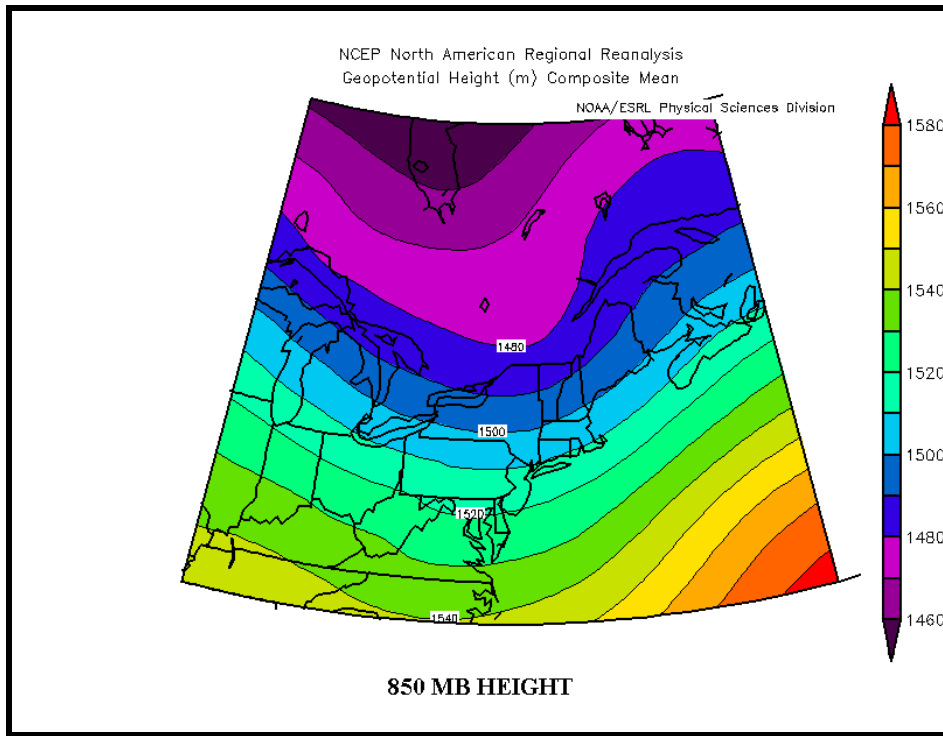 NCEP North American Regional Reanalysis
Geopotential Height (m) Composite Mean
NOAA/ESRL Physical Sciences Division
1580
1560
1540
1520
1500
1480
1460
1480
1500
1520
1540
850 MB HEIGHT